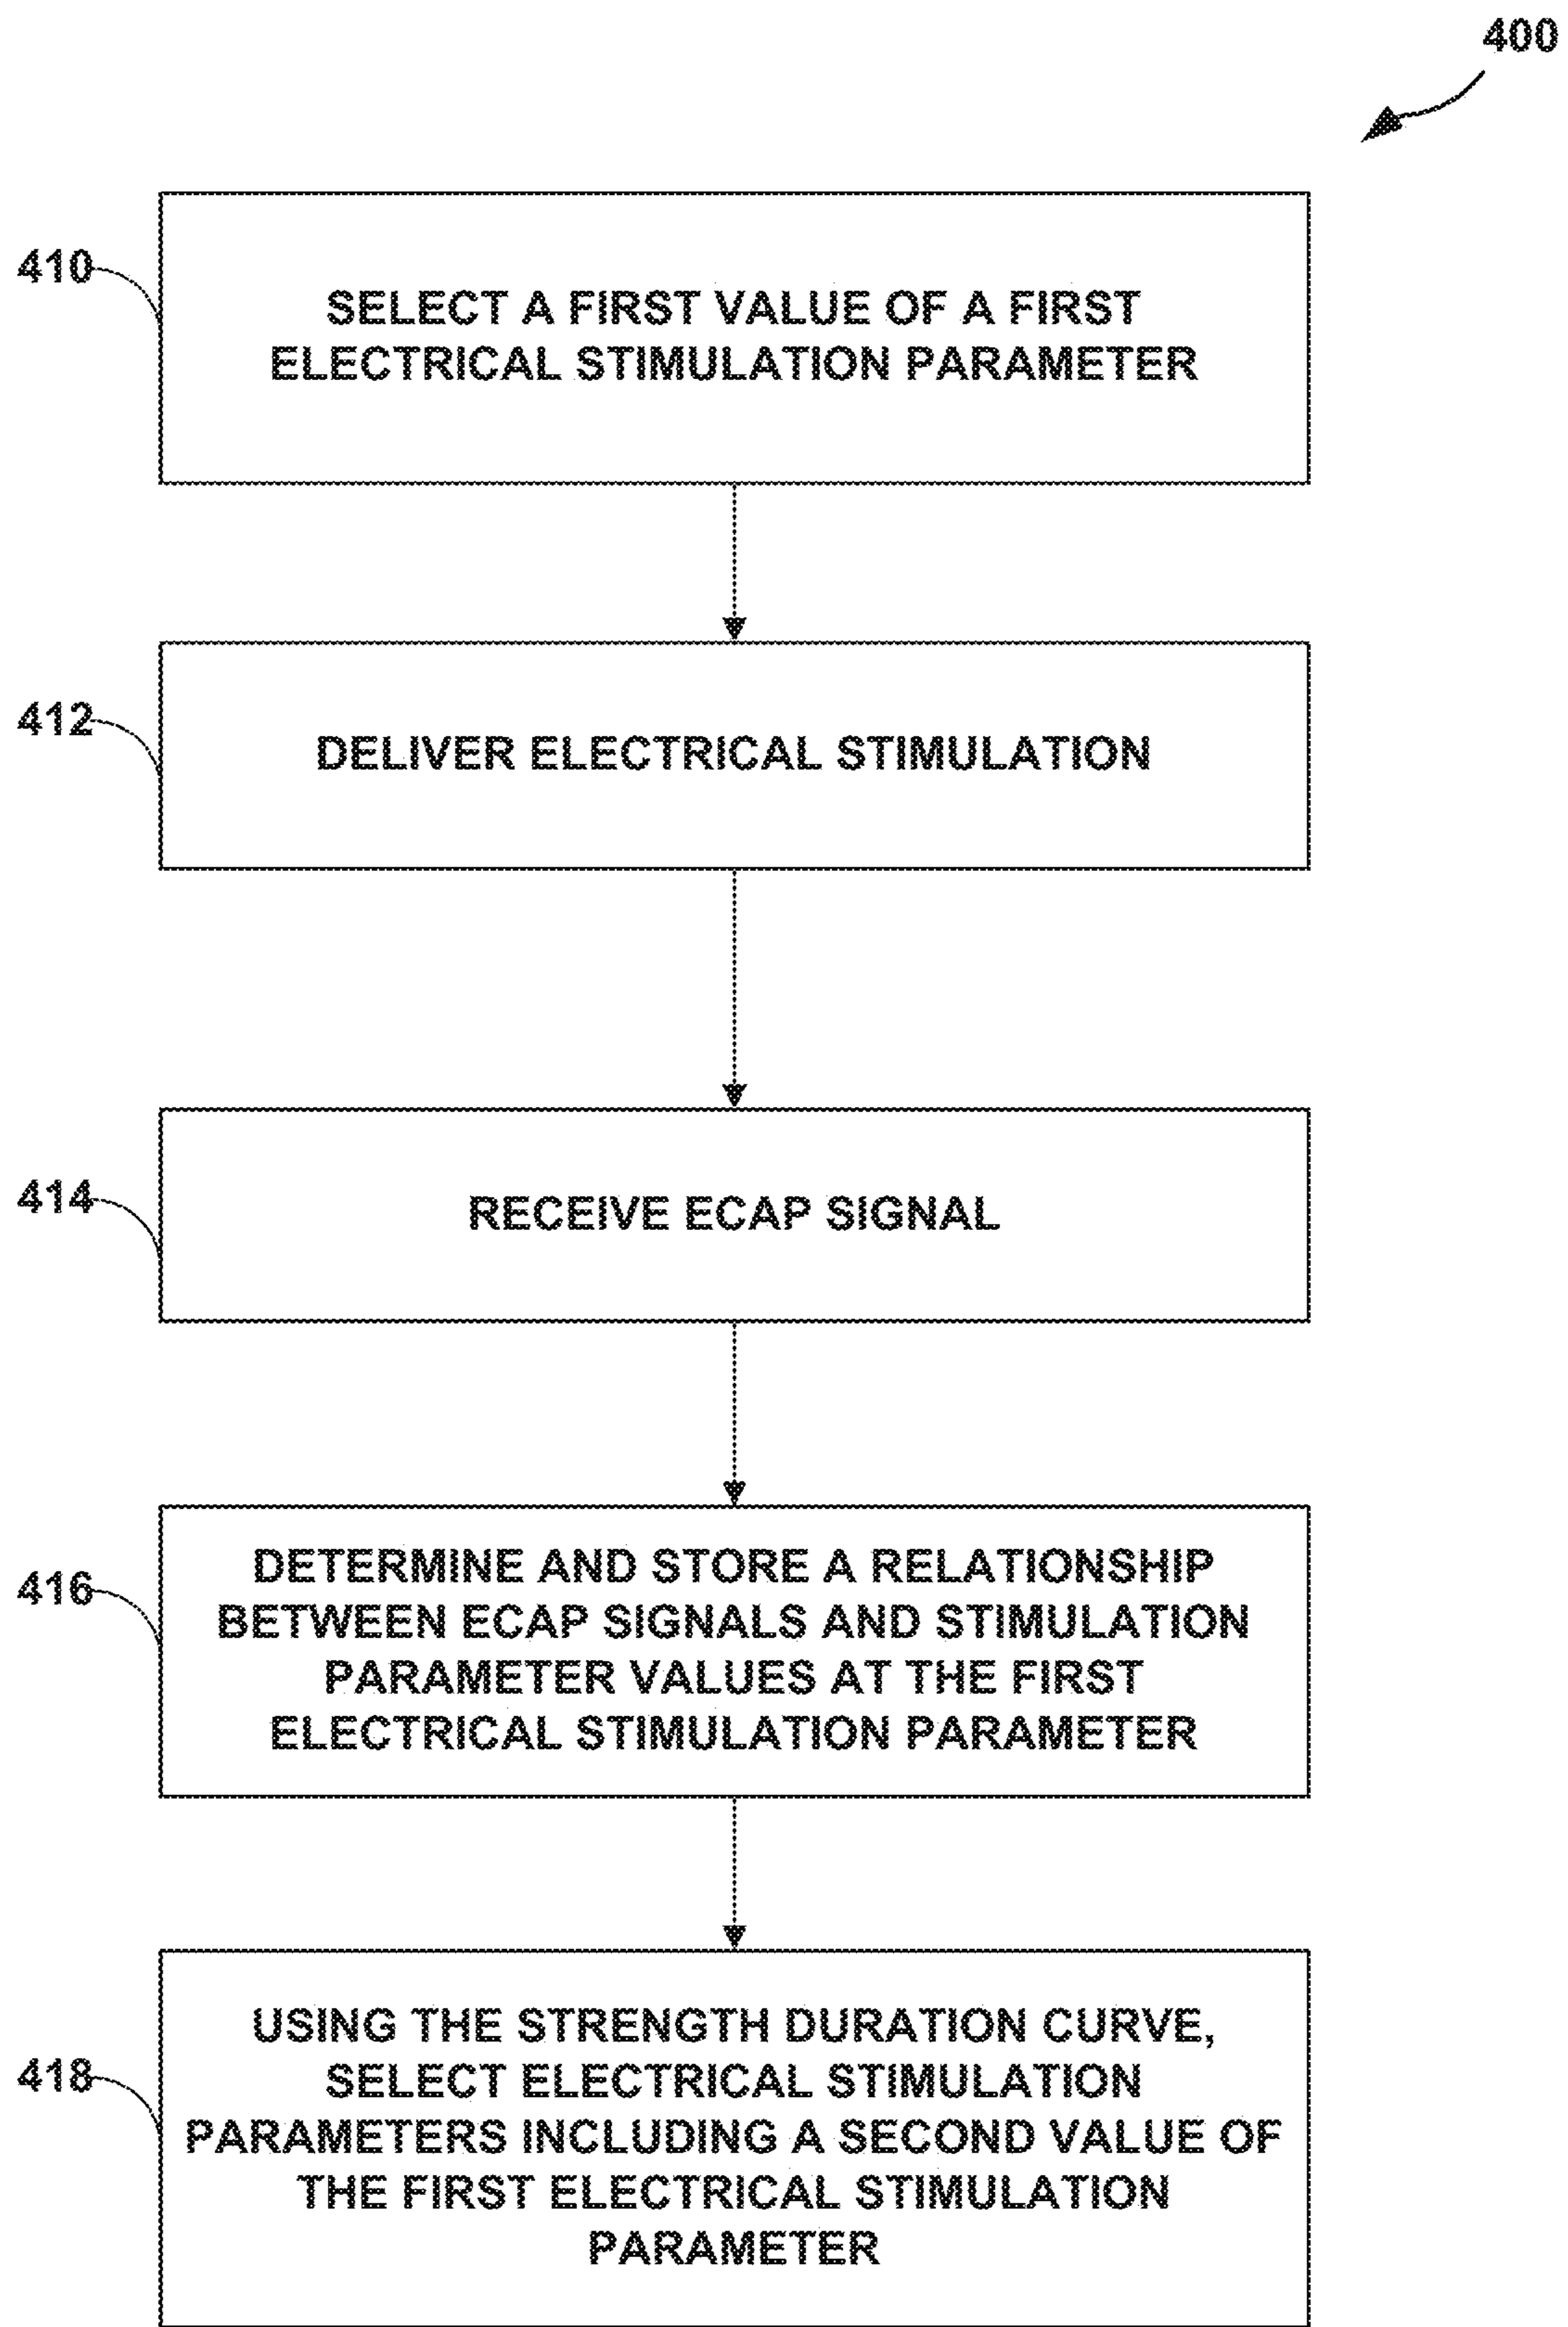 400
410
SELECT A FIRST VALUE OF A FIRST
ELECTRICAL STIMULATION PARAMETER
412
DELIVER ELECTRICAL STIMULATION
414
RECEIVE ECAP SIGNAL
416
DETERMINE AND STORE A RELATIONSHIP
BETWEEN ECAP SIGNALS AND STIMULATION
PARAMETER VALUES AT THE FIRST
ELECTRICAL STIMULATION PARAMETER
418
USING THE STRENGTH DURATION CURVE,
SELECT ELECTRICAL STIMULATION
PARAMETERS INCLUDING A SECOND VALUE OF
THE FIRST ELECTRICAL STIMULATION
PARAMETER